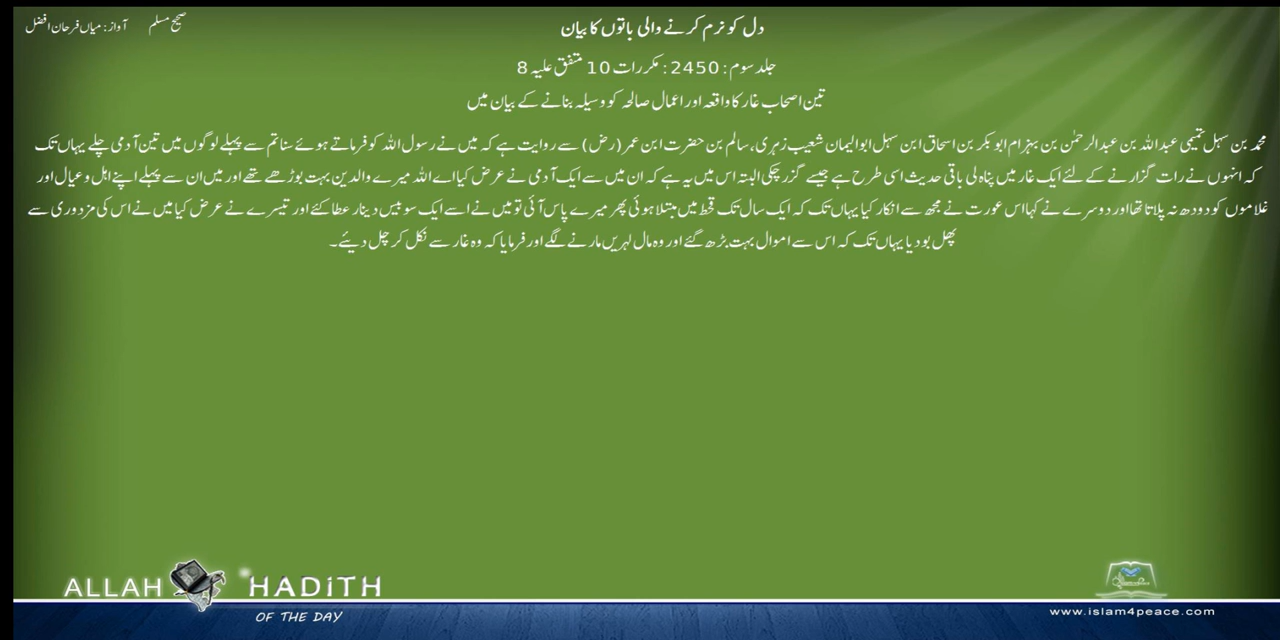 صحیح مسلم آواز: میاں فرحان افضل
دل کو نرم کرنے والی باتوں کا بیان
جلد سوم : 2450 : مکررات 10 متفق علیہ 8
تین اصحاب غار کا واقعہ اور اعمال صالحہ کو وسیلہ بنانے کے بیان میں
محمد بن سہل تمیمی عبداللہ بن عبدالرحمٰن بن بہزام ابوبکر بن اسحاق ابن سہل ابوالیمان شعیب زہری، سالم بن حضرت ابن عمر (رض) سے روایت ہے کہ میں نے رسول اللہ کو فرماتے ہوئے سنا تم سے پہلے لوگوں میں تین آدمی چلے یہاں تک
کہ انہوں نے رات گزارنے کے لئے ایک غار میں پناہ لی باقی حدیث اسی طرح ہے جیسے گزر چکی البتہ اس میں یہ ہے کہ ان میں سے ایک آدمی نے عرض کیا اے اللہ میرے والدین بہت بوڑھے تھے اور میں ان سے پہلے اپنے اہل و عیال اور
غلاموں کو دودھ نہ پلاتا تھا اور دوسرے نے کہا اس عورت نے مجھ سے انکار کیا یہاں تک کہ ایک سال تک قحط میں مبتلا ہوئی پھر میرے پاس آئی تو میں نے اسے ایک سو بیس دینار عطا کئے اور تیسرے نے عرض کیا میں نے اس کی مزدوری سے
پھل بو دیا یہاں تک کہ اس سے اموال بہت بڑھ گئے اور وہ مال لہریں مارنے لگے اور فرمایا کہ وہ غار سے نکل کر چل دیئے۔
ALLAH HADITH
OF THE DAY
www.islam4peace.com